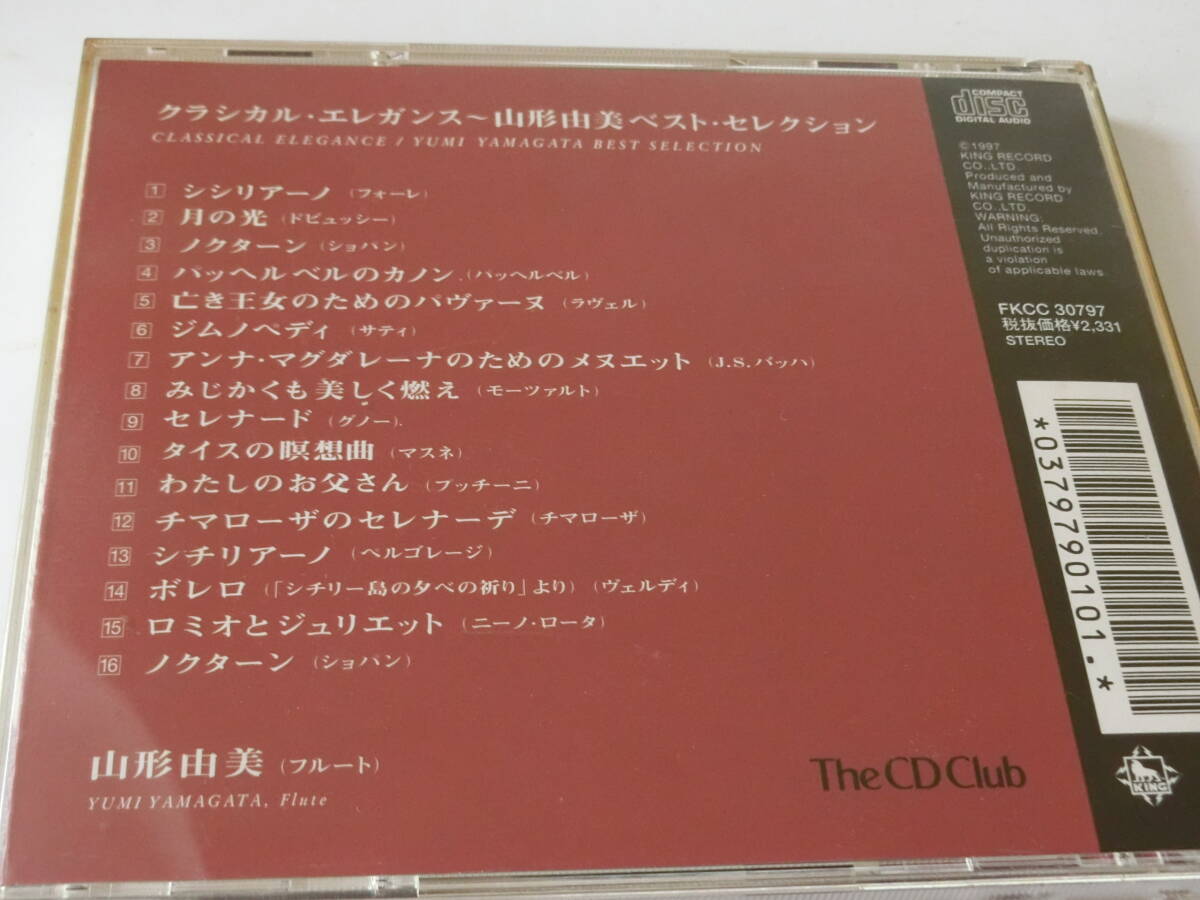 クラシカル・エレガンス～山形由美ベスト・セレクション
CLASSICAL ELEGANCE / YUMI YAMAGATA BEST SELECTION
1 シシリアーノ (フォーレ)
2 月の光 (ドビュッシー)
3 ノクターン (ショパン)
4 パッヘルベルのカノン (パッヘルベル)
5 亡き王女のためのパヴァーヌ (ラヴェル)
6 ジムノペディ (サティ)
7 アンナ・マグダレーナのためのメヌエット (J.S.バッハ)
8 みじかくも美しく燃え (モーツァルト)
9 セレナード (グノー)
10 タイスの瞑想曲 (マスネ)
11 わたしのお父さん (プッチーニ)
12 チマローザのセレナーデ (チマローザ)
13 シチリアーノ (ペルゴレージ)
14 ボレロ (「シチリー島の夕べの祈り」より) (ヴェルディ)
15 ロミオとジュリエット (ニーノ・ロータ)
16 ノクターン (ショパン)
山形由美 (フルート)
YUMI YAMAGATA, Flute
The CD Club
COMPACT
disc
DIGITAL AUDIO
©1997
KING RECORD
CO.,LTD.
Produced and
Manufactured by
KING RECORD
CO.,LTD.
WARNING:
All Rights Reserved.
Unauthorized
duplication is
a violation
of applicable laws.
FKCC 30797
税抜価格¥2,331
STEREO
*0379790101.*
KING